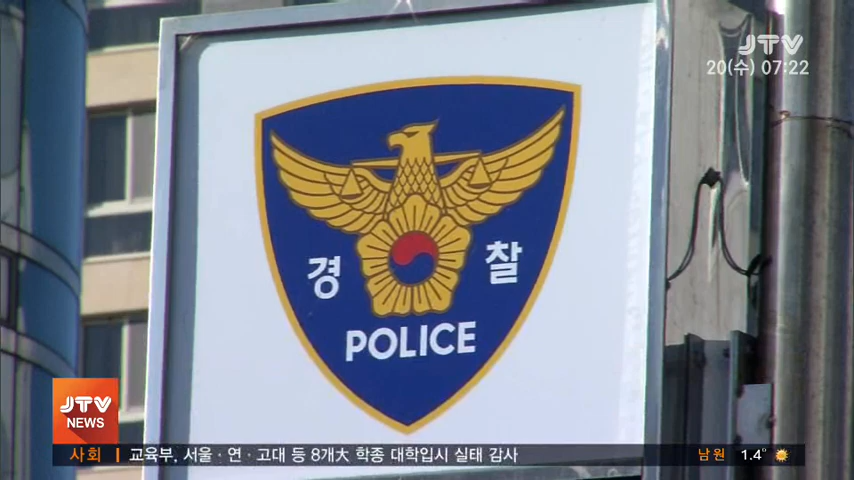 JTV
20(수) 07:22
경 찰
POLICE
JTV
NEWS
사회 | 교육부, 서울·연·고대 등 8개大 학종 대학입시 실태 감사
남원 1.4°